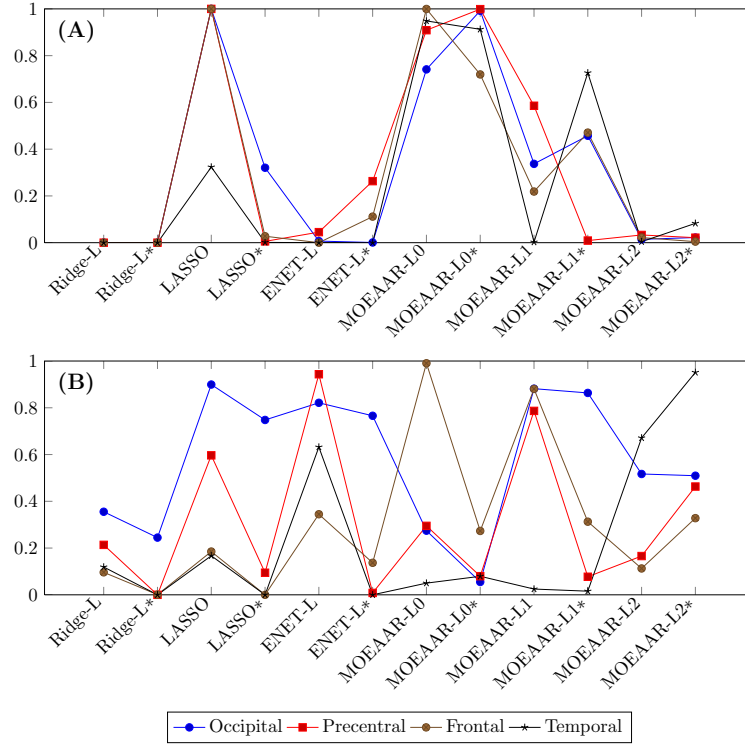 (A)
1
0.8
0.6
0.4
0.2
0
Ridge-L
Ridge-L*
LASSO
LASSO*
ENET-L
ENET-L*
MOEAAR-L0
MOEAAR-L0*
MOEAAR-L1
MOEAAR-L1*
MOEAAR-L2
MOEAAR-L2*
(B)
1
0.8
0.6
0.4
0.2
0
Ridge-L
Ridge-L*
LASSO
LASSO*
ENET-L
ENET-L*
MOEAAR-L0
MOEAAR-L0*
MOEAAR-L1
MOEAAR-L1*
MOEAAR-L2
MOEAAR-L2*
Occipital Precentral Frontal Temporal